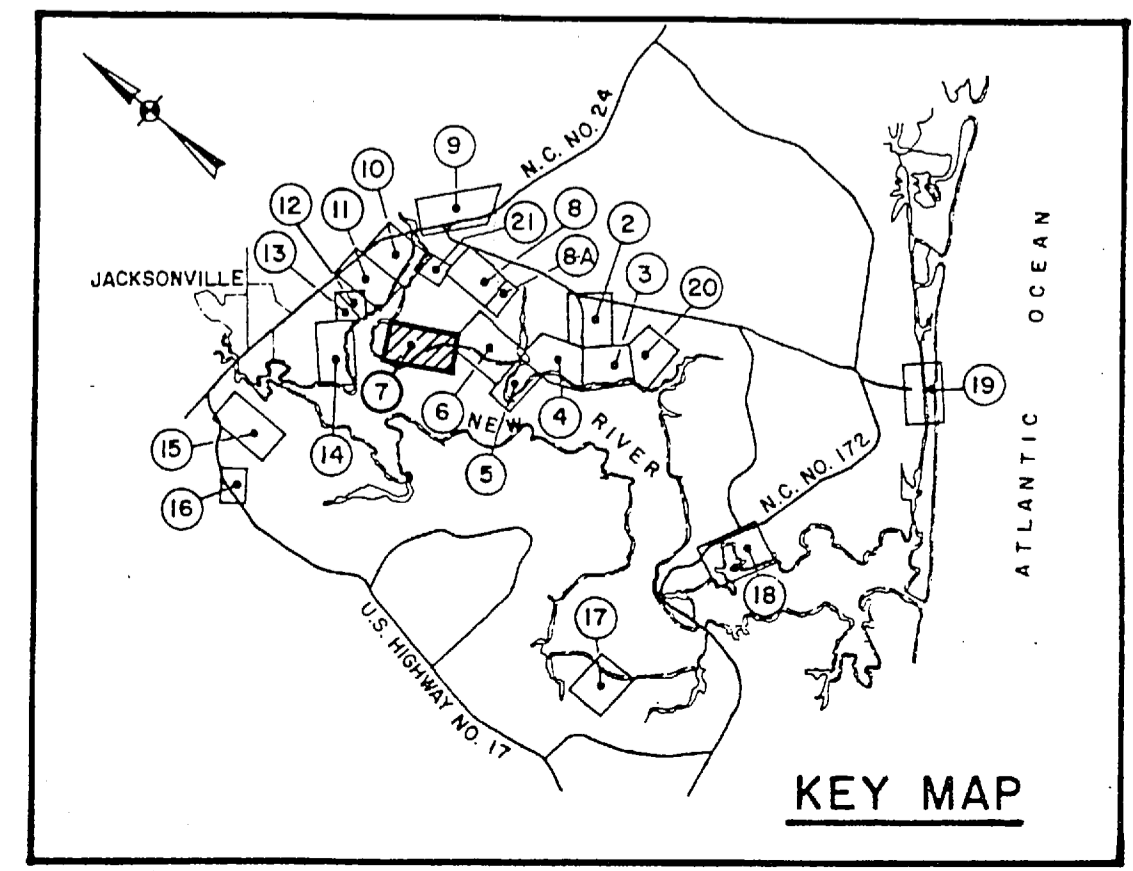 N.C. NO. 24
9
10
12
11
21
8
2
13
8-A
3
20
JACKSONVILLE
7
6
4
19
NEW RIVER
5
15
14
16
N.C. NO. 172
18
17
U.S. HIGHWAY NO. 17
ATLANTIC OCEAN
KEY MAP